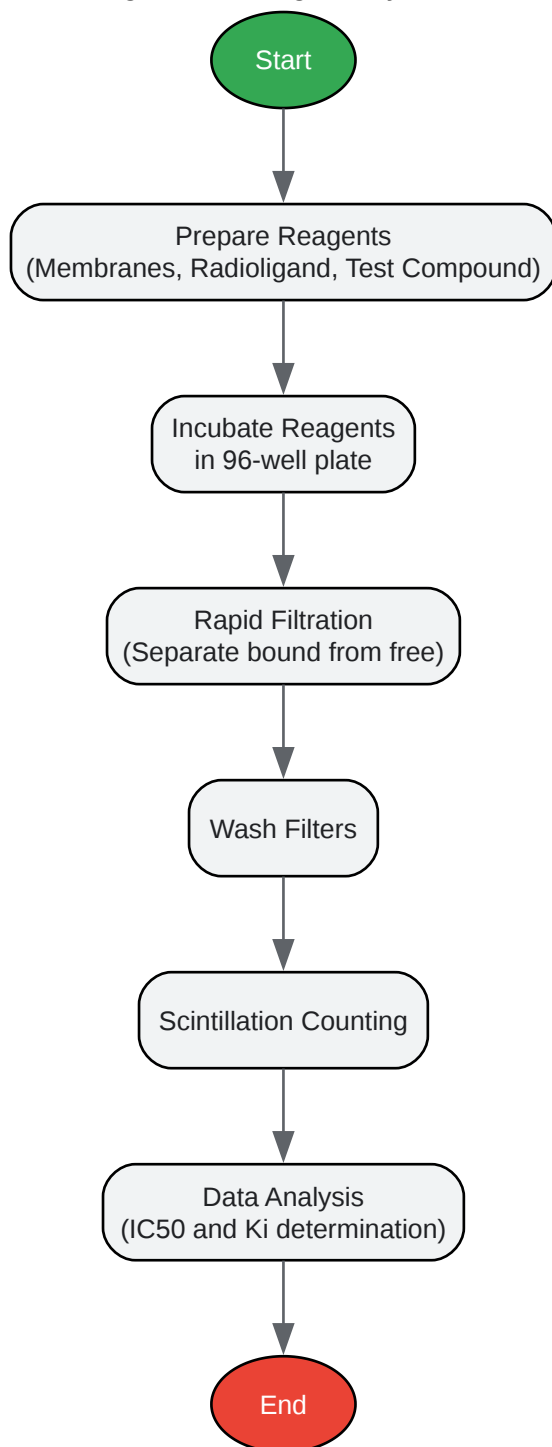 Start
Prepare Reagents
(Membranes, Radioligand, Test Compound)
Incubate Reagents
in 96-well plate
Rapid Filtration
(Separate bound from free)
Wash Filters
Scintillation Counting
Data Analysis
(IC50 and Ki determination)
End